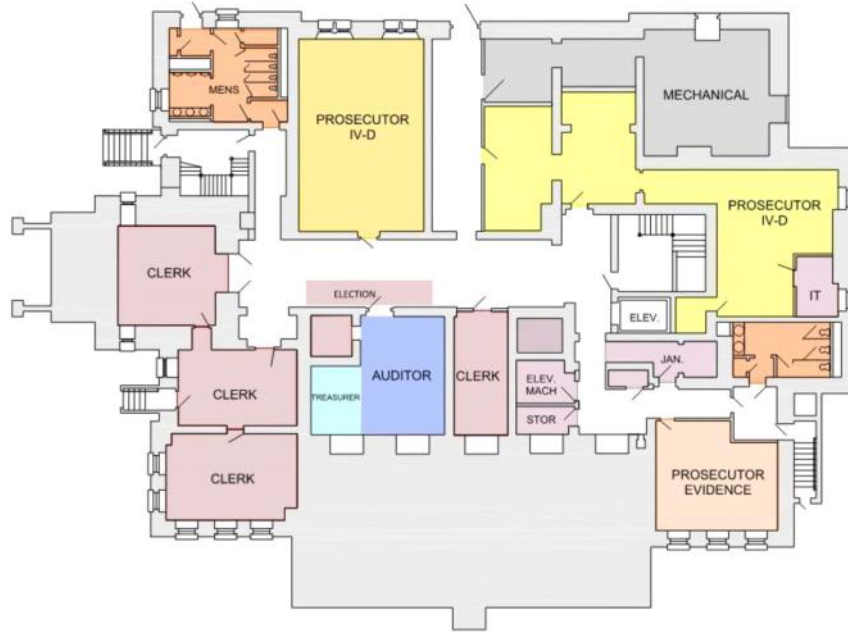 MENS
PROSECUTOR
IV-D
MECHANICAL
PROSECUTOR
IV-D
CLERK
IT
ELECTION
ELEV.
AUDITOR
CLERK
JAN.
CLERK
TREASURER
ELEV.
MACH
STOR
CLERK
PROSECUTOR
EVIDENCE